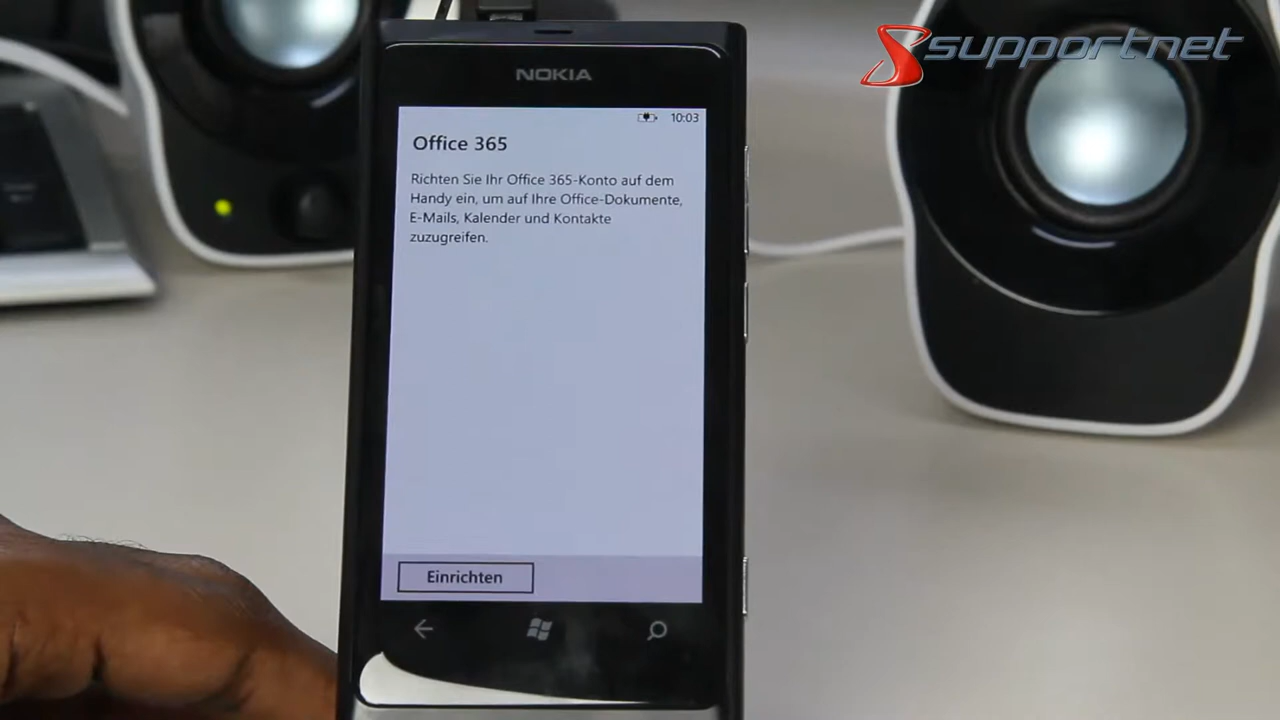 supportnet
NOKIA
10:03
Office 365
Richten Sie Ihr Office 365-Konto auf dem
Handy ein, um auf Ihre Office-Dokumente,
E-Mails, Kalender und Kontakte
zuzugreifen.
Einrichten